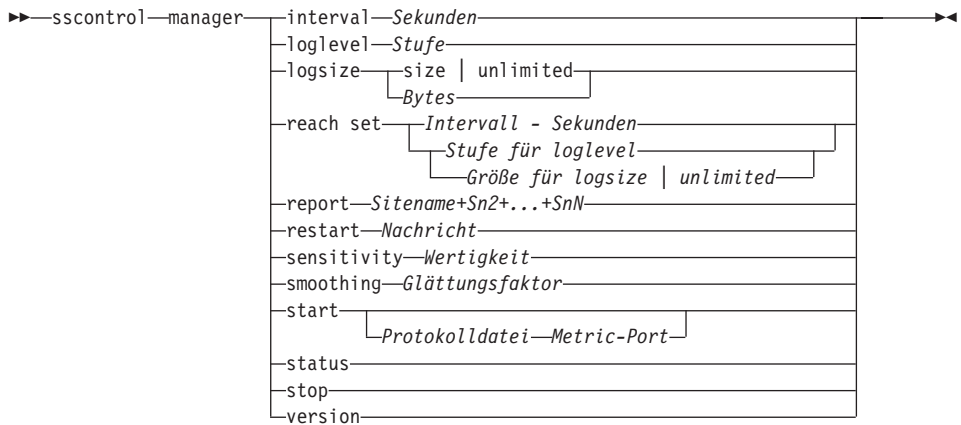 sscontrol manager interval Sekunden
loglevel Stufe
logsize size | unlimited
Bytes
reach set Intervall - Sekunden
Stufe für loglevel
Größe für logsize | unlimited
report Sitename+Sn2+...+SnN
restart Nachricht
sensitivity Wertigkeit
smoothing Glättungsfaktor
start
Protokolldatei Metric-Port
status
stop
version